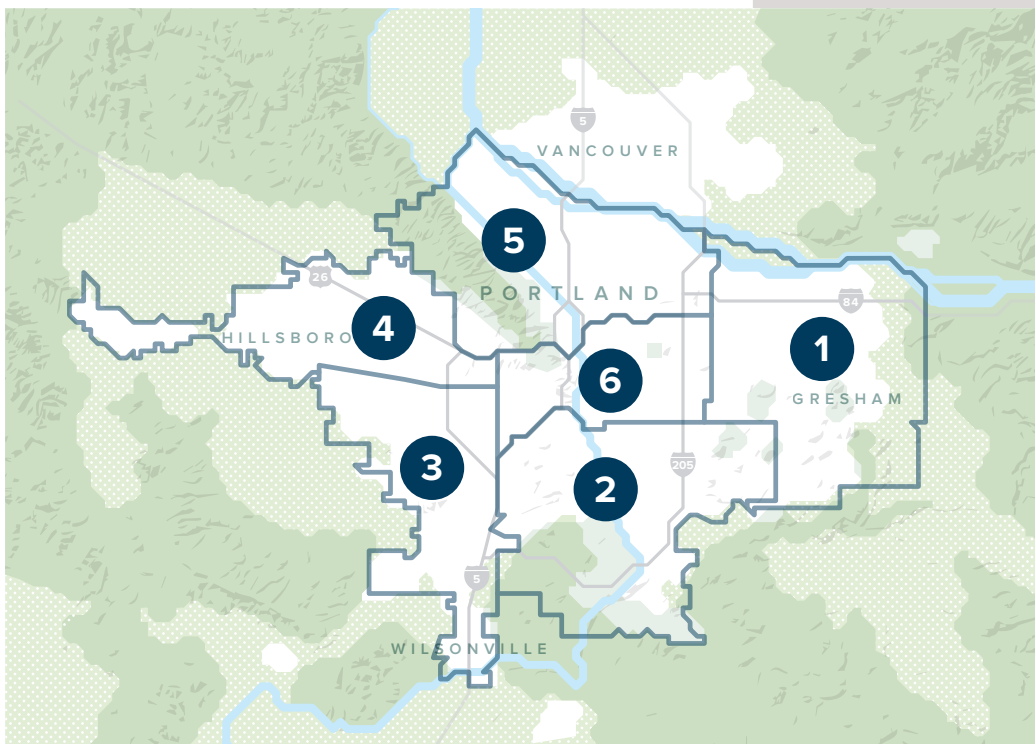 5
VANCOUVER
5
26
PORTLAND
84
HILLSBORO
4
1
6
GRESHAM
3
205
2
5
WILSONVILLE